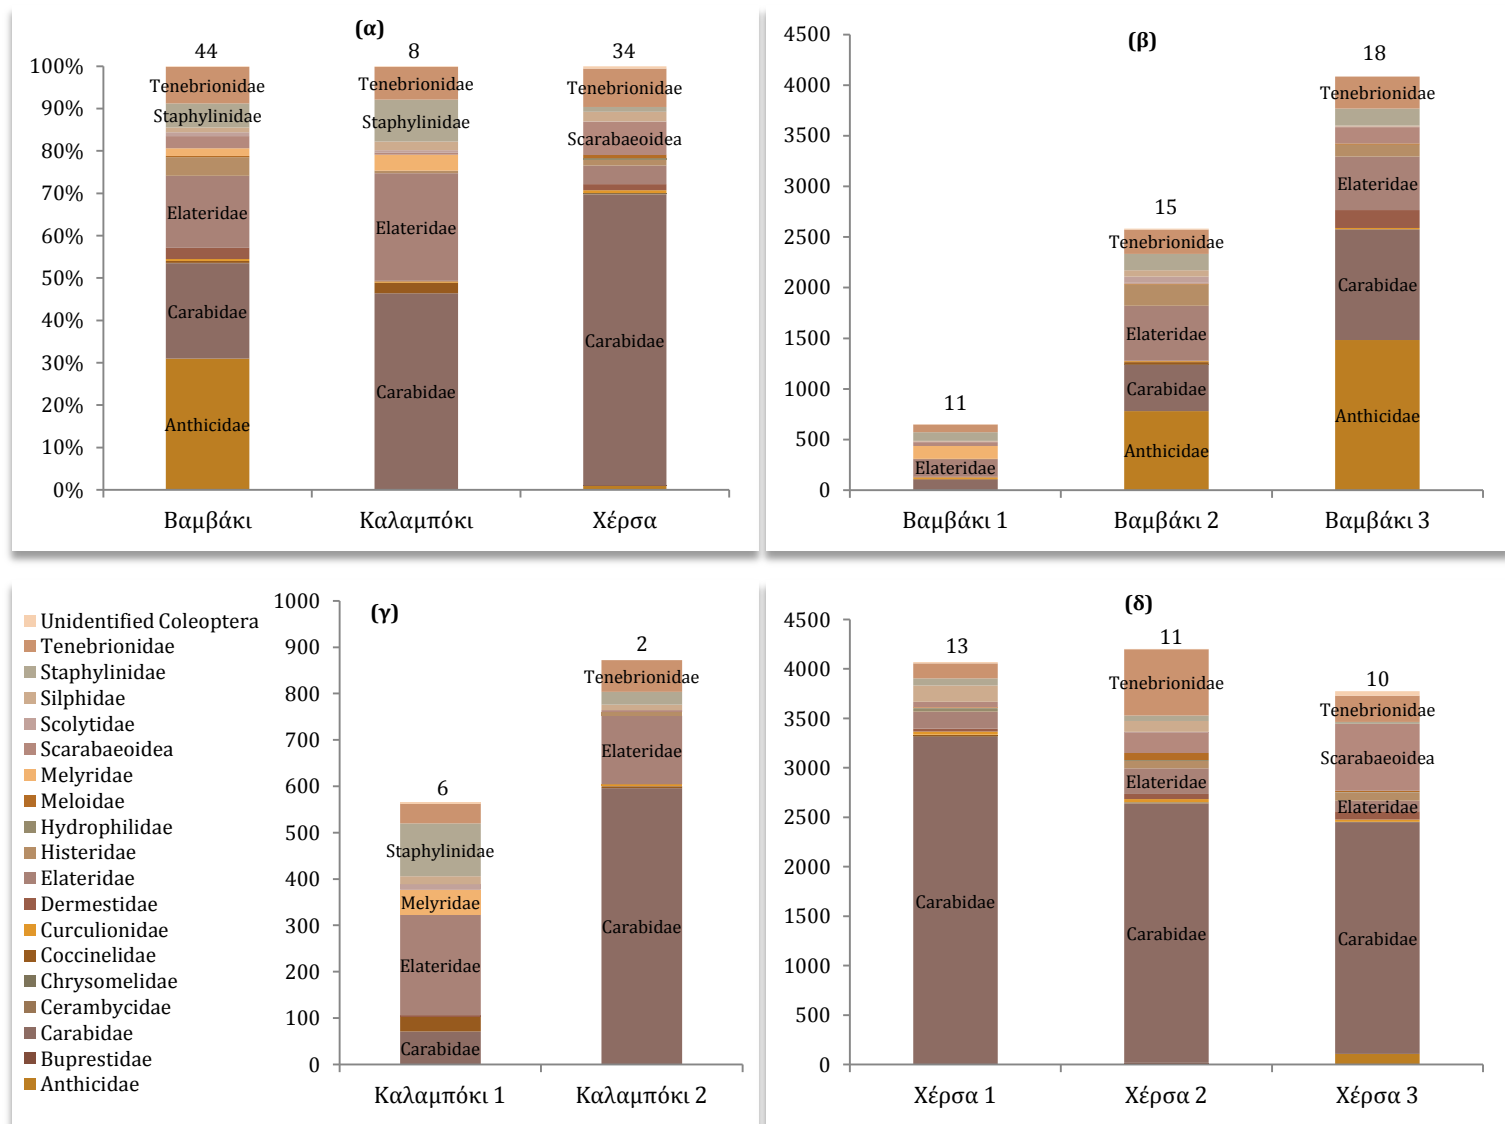 (α)
44
8
34
100%
90%
80%
70%
60%
50%
40%
30%
20%
10%
0%
Tenebrionidae
Staphylinidae
Elateridae
Carabidae
Anthicidae
Tenebrionidae
Staphylinidae
Elateridae
Carabidae
Tenebrionidae
Scarabaeoidea
Carabidae
Βαμβάκι
Καλαμπόκι
Χέρσα
(β)
4500
4000
3500
3000
2500
2000
1500
1000
500
0
11
Elateridae
15
Tenebrionidae
Elateridae
Carabidae
Anthicidae
18
Tenebrionidae
Elateridae
Carabidae
Anthicidae
Βαμβάκι 1
Βαμβάκι 2
Βαμβάκι 3
Unidentified Coleoptera
Tenebrionidae
Staphylinidae
Silphidae
Scolytidae
Scarabaeoidea
Melyridae
Meloidae
Hydrophilidae
Histeridae
Elateridae
Dermestidae
Curculionidae
Coccinelidae
Chrysomelidae
Cerambycidae
Carabidae
Buprestidae
Anthicidae
(γ)
1000
900
800
700
600
500
400
300
200
100
0
6
Staphylinidae
Melyridae
Elateridae
Carabidae
2
Tenebrionidae
Elateridae
Carabidae
Καλαμπόκι 1
Καλαμπόκι 2
(δ)
4500
4000
3500
3000
2500
2000
1500
1000
500
0
13
Carabidae
11
Tenebrionidae
Elateridae
Carabidae
10
Tenebrionidae
Scarabaeoidea
Elateridae
Carabidae
Χέρσα 1
Χέρσα 2
Χέρσα 3